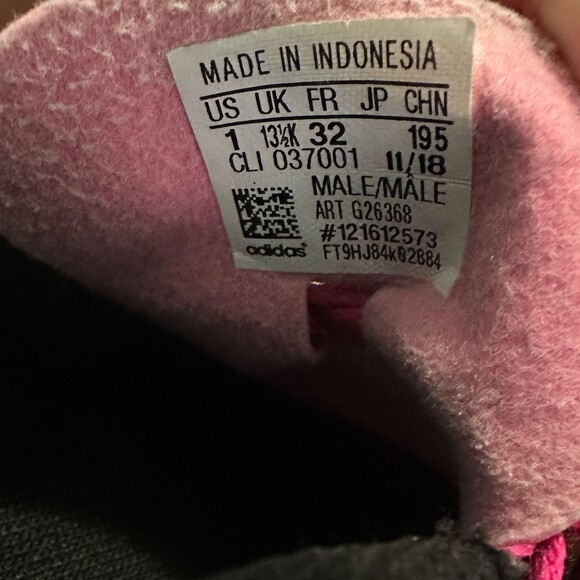 MADE IN INDONESIA
US UK FR JP CHN
1 13½K 32 195
CLI 037001 11/18
MALE/MÂLE
ART G26368
#121612573
adidas FT9HJ84k02884